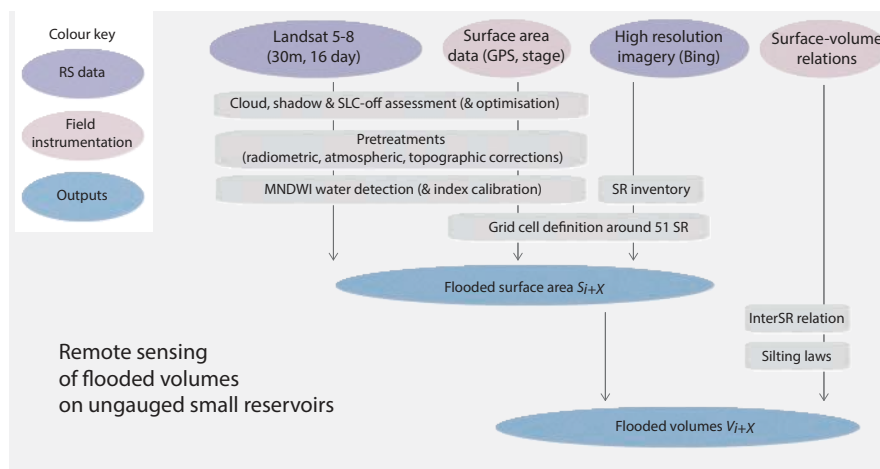 Colour key
RS data
Field
instrumentation
Outputs
Landsat 5-8
(30m, 16 day)
Surface area
data (GPS, stage)
High resolution
imagery (Bing)
Surface-volume
relations
Cloud, shadow & SLC-off assessment (& optimisation)
Pretreatments
(radiometric, atmospheric, topographic corrections)
MNDWI water detection (& index calibration)
SR inventory
Grid cell definition around 51 SR
Flooded surface area Si+X
InterSR relation
Silting laws
Remote sensing
of flooded volumes
on ungauged small reservoirs
Flooded volumes Vi+X